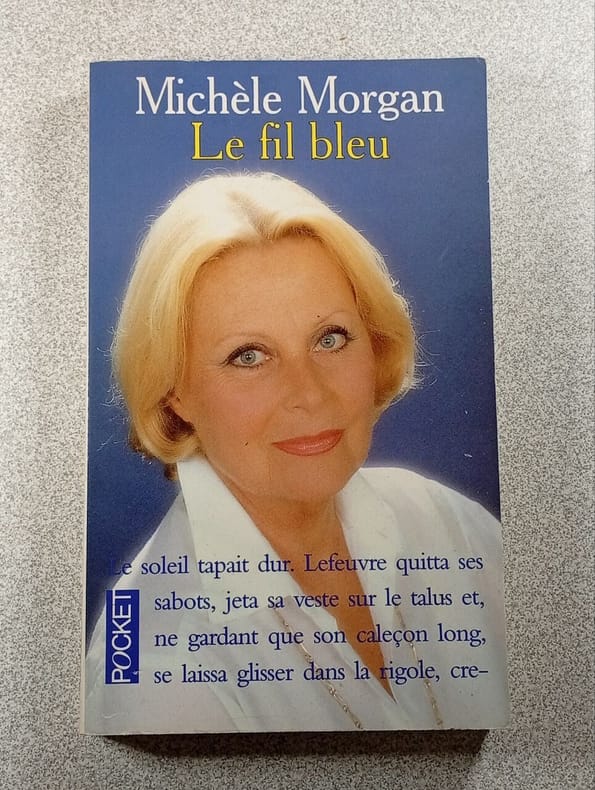 Michèle Morgan
Le fil bleu
Le soleil tapait dur. Lefeuvre quitta ses
sabots, jeta sa veste sur le talus et,
ne gardant que son caleçon long,
se laissa glisser dans la rigole, cre-
POCKET